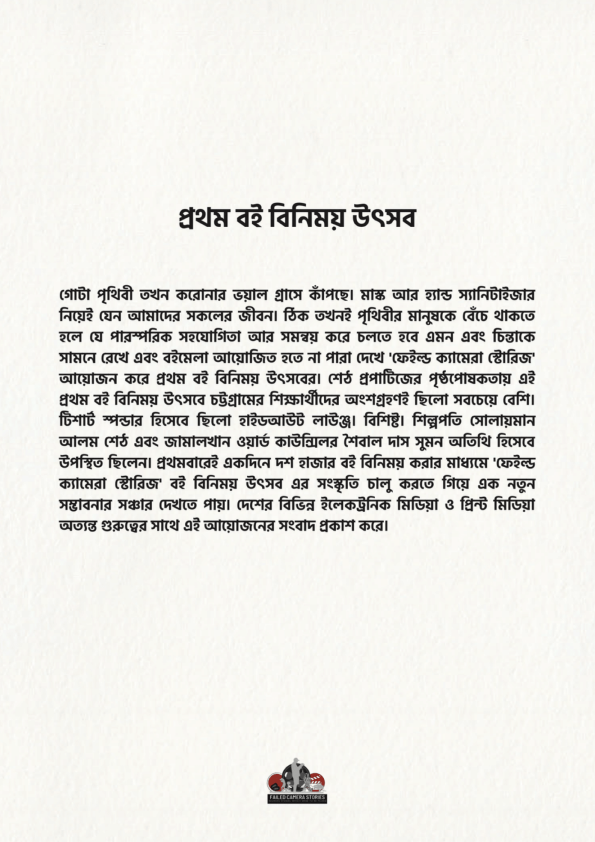 প্রথম বই বিনিময় উৎসব
গোটা পৃথিবী তখন করোনার ভয়াল গ্রাসে কাঁপছে। মাস্ক আর হ্যান্ড স্যানিটাইজার
নিয়েই যেন আমাদের সকলের জীবন। ঠিক তখনই পৃথিবীর মানুষকে বেঁচে থাকতে
হলে যে পারস্পরিক সহযোগিতা আর সমন্বয় করে চলতে হবে এমন এবং চিন্তাকে
সামনে রেখে এবং বইমেলা আয়োজিত হতে না পারা দেখে 'ফেইল্ড ক্যামেরা স্টোরিজ'
আয়োজন করে প্রথম বই বিনিময় উৎসবের। শেঠ প্রপার্টিজের পৃষ্ঠপোষকতায় এই
প্রথম বই বিনিময় উৎসবে চট্টগ্রামের শিক্ষার্থীদের অংশগ্রহণই ছিলো সবচেয়ে বেশি।
টিশার্ট স্পন্ডার হিসেবে ছিলো হাইডআউট লাউঞ্জ। বিশিষ্ট। শিল্পপতি সোলায়মান
আলম শেঠ এবং জামালখান ওয়ার্ড কাউন্সিলর শৈবাল দাস সুমন অতিথি হিসেবে
উপস্থিত ছিলেন। প্রথমবারেই একদিনে দশ হাজার বই বিনিময় করার মাধ্যমে 'ফেইল্ড
ক্যামেরা স্টোরিজ' বই বিনিময় উৎসব এর সংস্কৃতি চালু করতে গিয়ে এক নতুন
সম্ভাবনার সঞ্চার দেখতে পায়। দেশের বিভিন্ন ইলেকট্রনিক মিডিয়া ও প্রিন্ট মিডিয়া
অত্যন্ত গুরুত্বের সাথে এই আয়োজনের সংবাদ প্রকাশ করে।
FAILED CAMERA STORIES